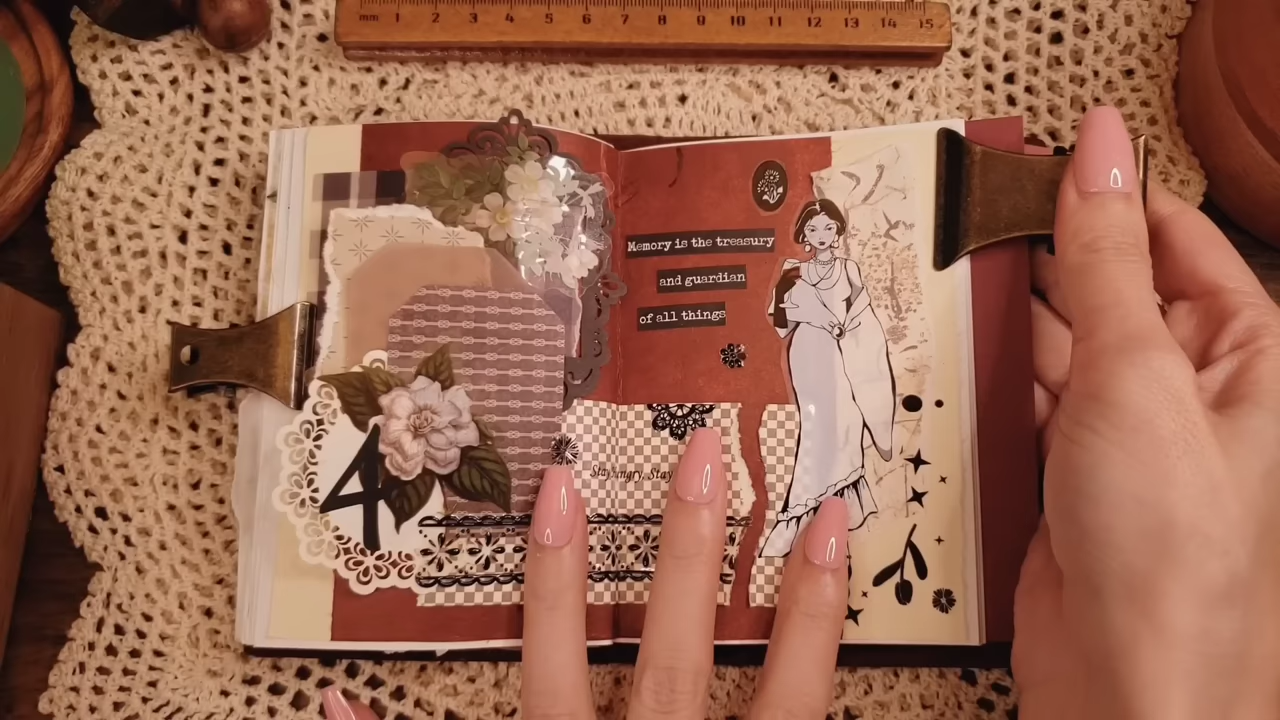 mm 1 2 3 4 5 6 7 8 9 10 11 12 13 14 15
Memory is the treasury
and guardian
of all things
Stay hungry. Stay
4